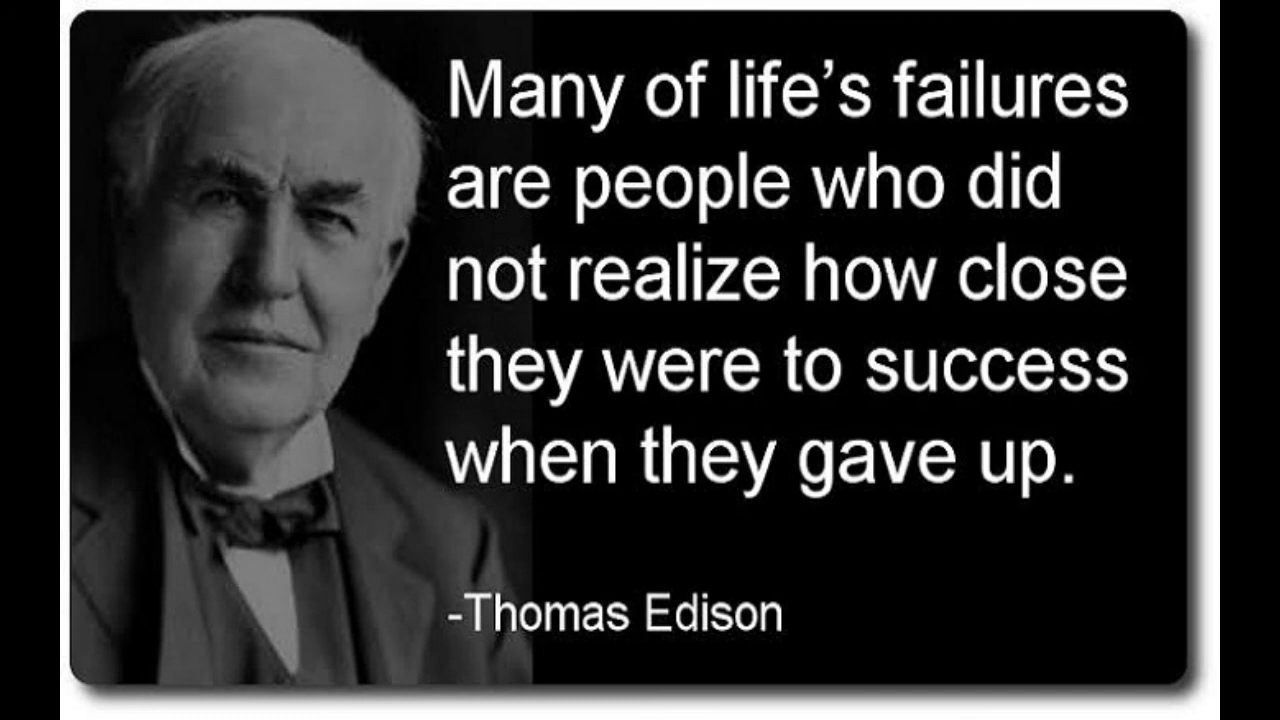 Many of life’s failures
are people who did
not realize how close
they were to success
when they gave up.
-Thomas Edison